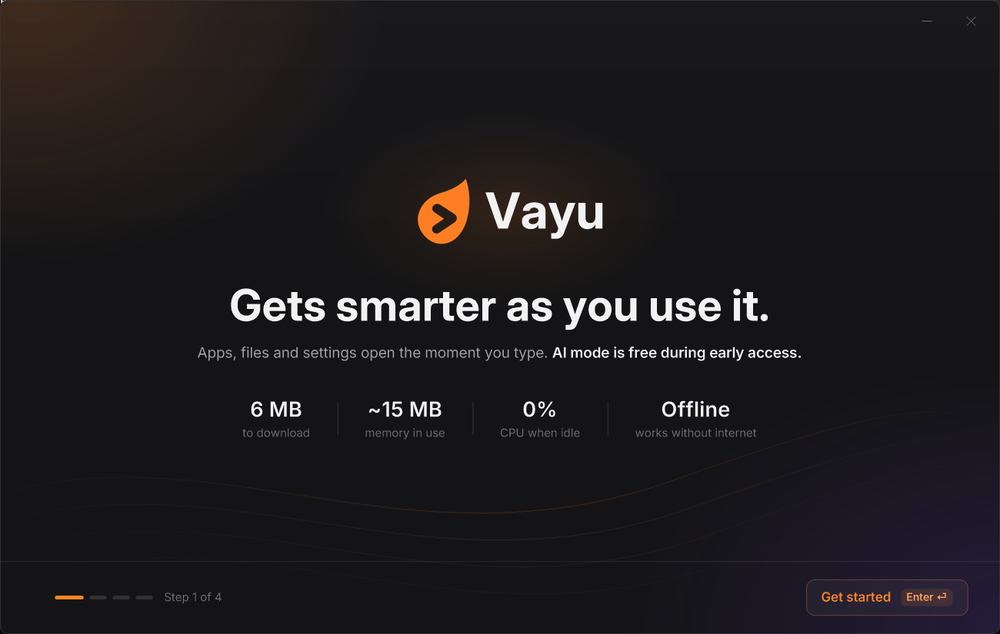 Vayu
Gets smarter as you use it.
Apps, files and settings open the moment you type. AI mode is free during early access.
6 MB
to download
~15 MB
memory in use
0%
CPU when idle
Offline
works without internet
Step 1 of 4
Get started Enter ⏎